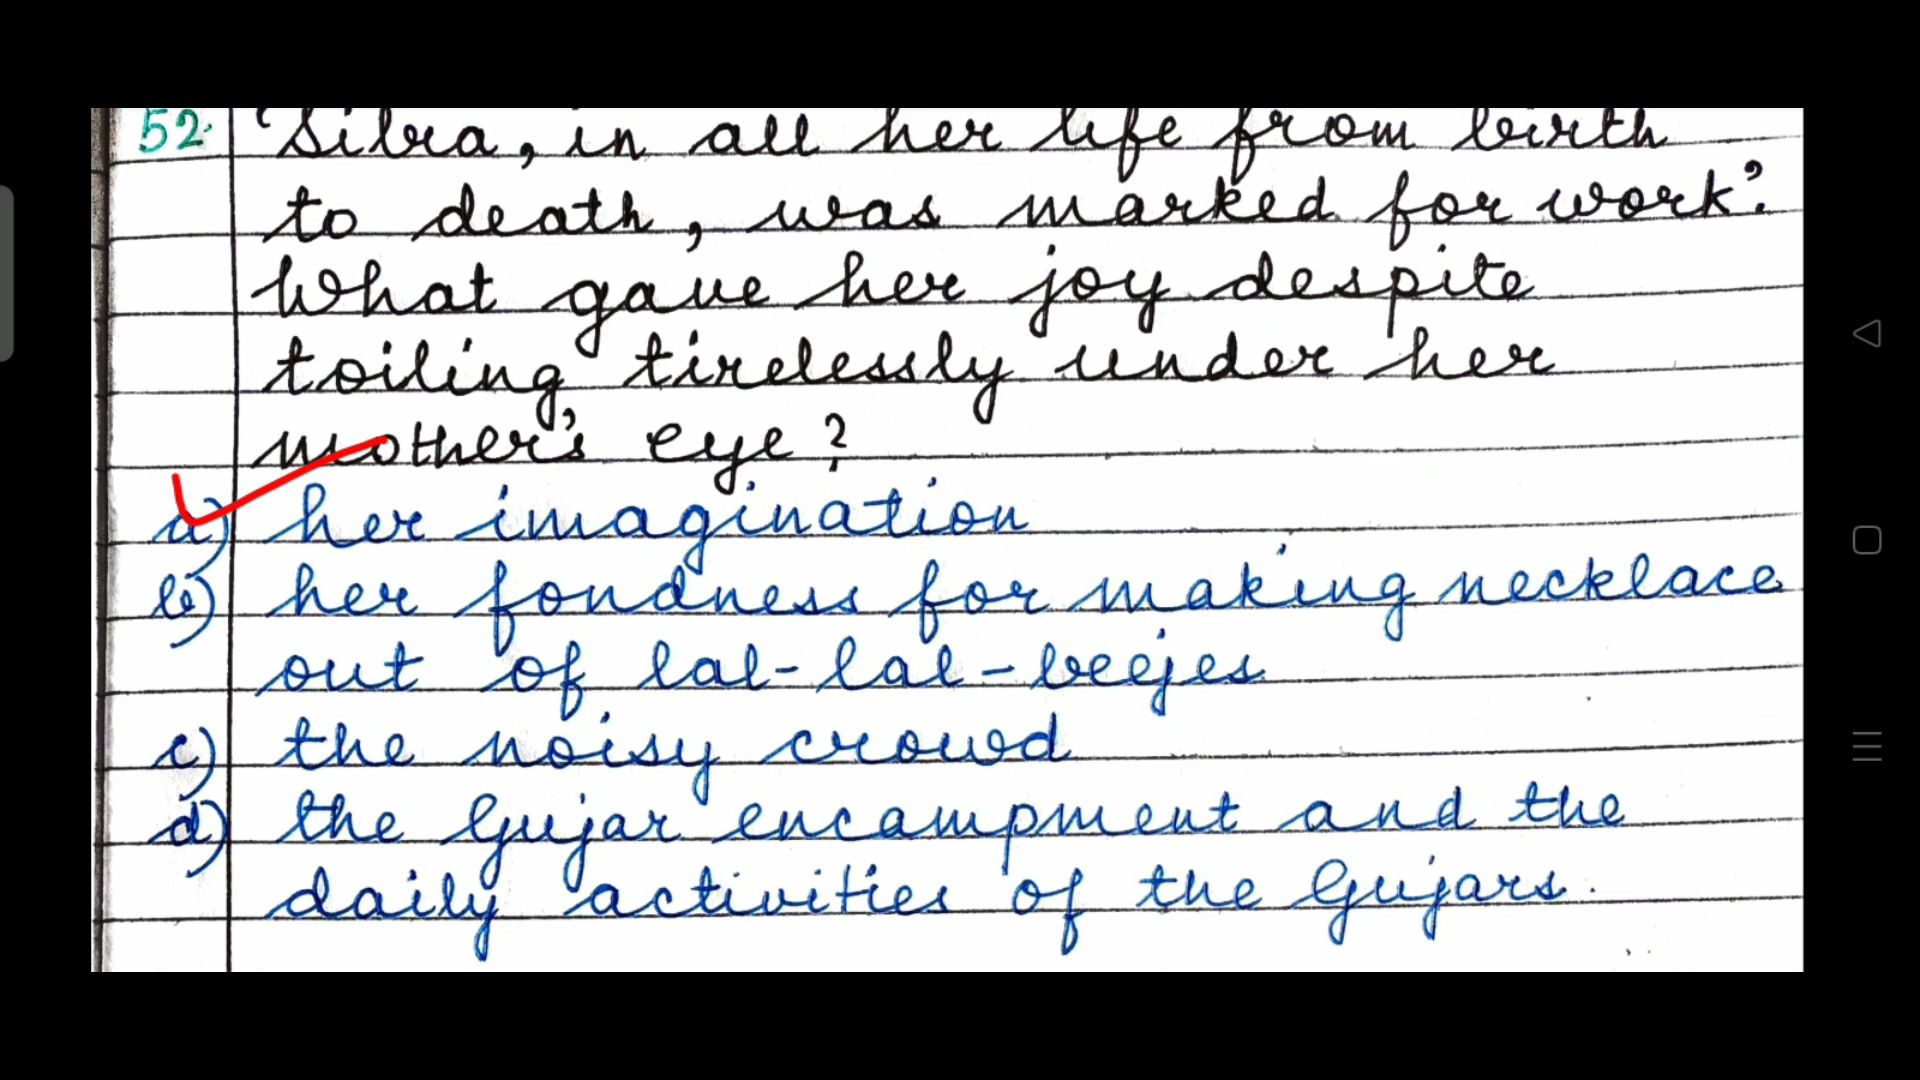 52. 'Sibia, in all her life from birth
to death, was marked for work'.
What gave her joy despite
toiling tirelessly under her
mother's eye?
a) her imagination
b) her fondness for making necklace
out of lal-lal-beejes
c) the noisy crowd
d) the Gujar encampment and the
daily activities of the Gujars.